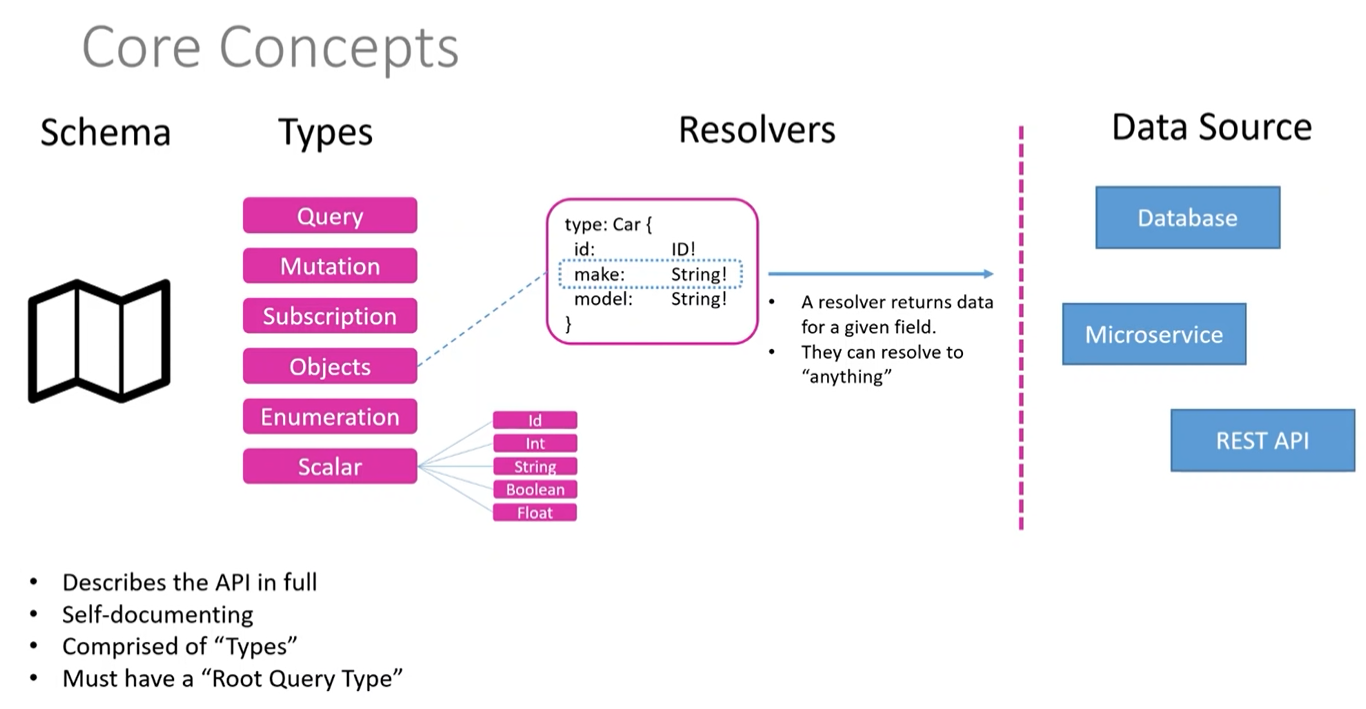 Core Concepts
Schema
Types
Resolvers
Data Source
Query
Mutation
Subscription
Objects
Enumeration
Scalar
Id
Int
String
Boolean
Float
type: Car {
id: ID!
make: String!
model: String!
}
• A resolver returns data
for a given field.
• They can resolve to
“anything”
Database
Microservice
REST API
• Describes the API in full
• Self-documenting
• Comprised of “Types”
• Must have a “Root Query Type”